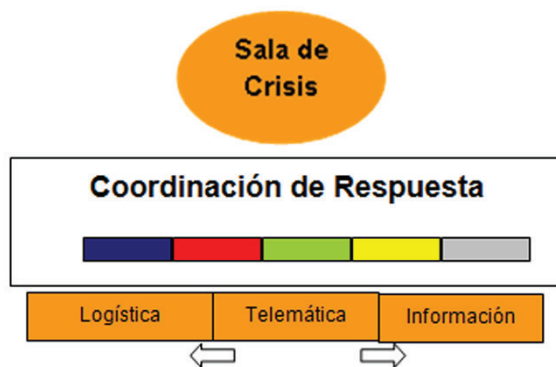 Sala de
Crisis
Coordinación de Respuesta
Logística
Telemática
Información